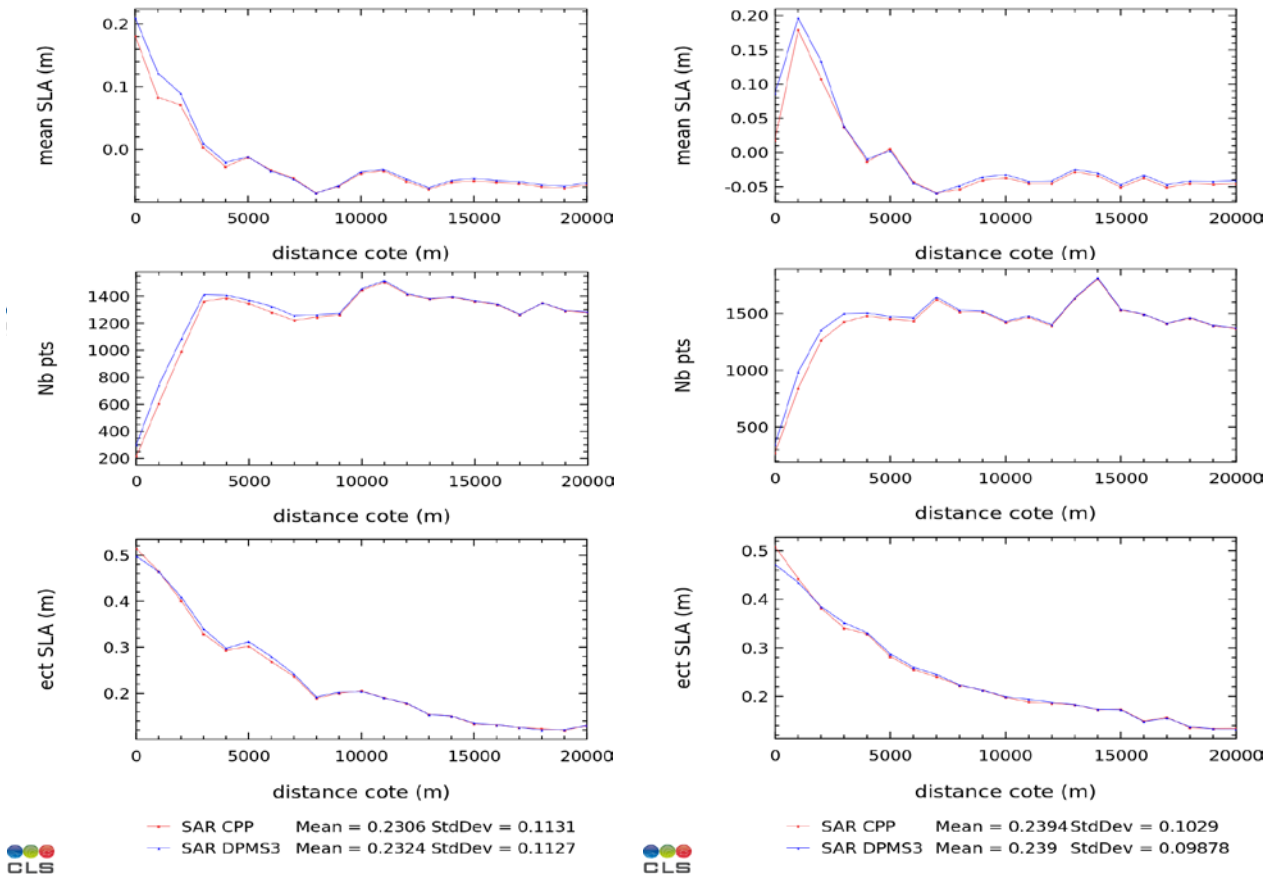 0.2
0.1
0.0
mean SLA (m)
0 5000 10000 15000 20000
distance cote (m)
1400
1200
1000
800
600
400
200
Nb pts
0 5000 10000 15000 20000
distance cote (m)
0.5
0.4
0.3
0.2
ect SLA (m)
0 5000 10000 15000 20000
distance cote (m)
SAR CPP Mean = 0.2306 StdDev = 0.1131
SAR DPMS3 Mean = 0.2324 StdDev = 0.1127
CLS
0.20
0.15
0.10
0.05
0.00
-0.05
mean SLA (m)
0 5000 10000 15000 20000
distance cote (m)
1500
1000
500
Nb pts
0 5000 10000 15000 20000
distance cote (m)
0.5
0.4
0.3
0.2
ect SLA (m)
0 5000 10000 15000 20000
distance cote (m)
SAR CPP Mean = 0.2394 StdDev = 0.1029
SAR DPMS3 Mean = 0.239 StdDev = 0.09878
CLS